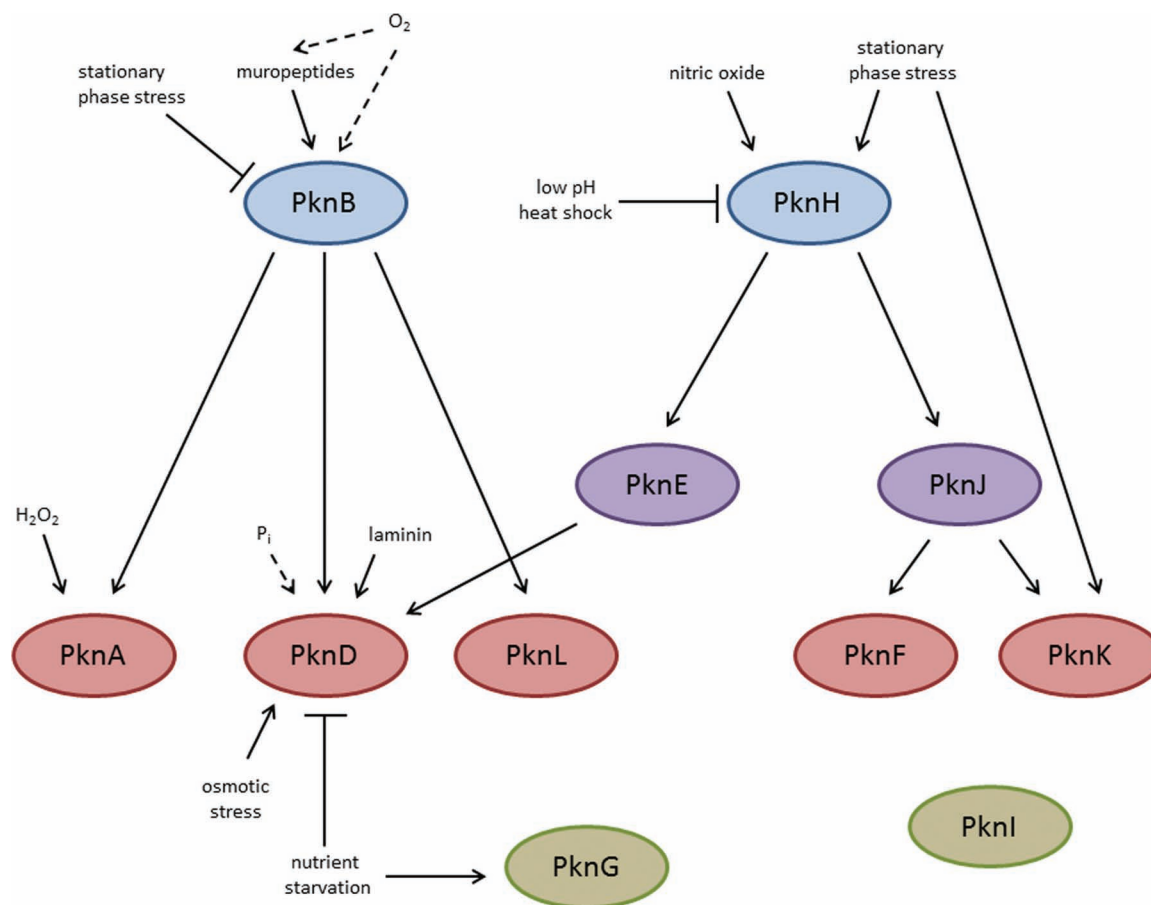 O₂
stationary
phase stress
muropeptides
nitric oxide
stationary
phase stress
PknB
low pH
heat shock
PknH
PknE
PknJ
H₂O₂
Pᵢ
laminin
PknA
PknD
PknL
PknF
PknK
osmotic
stress
PknI
nutrient
starvation
PknG